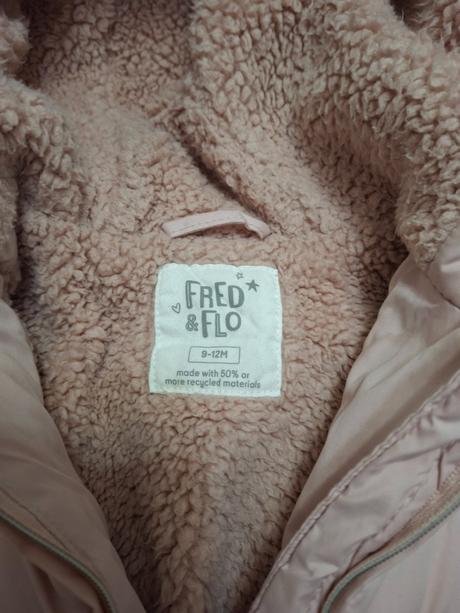 FRED
& FLO
9-12M
made with 50% or
more recycled materials